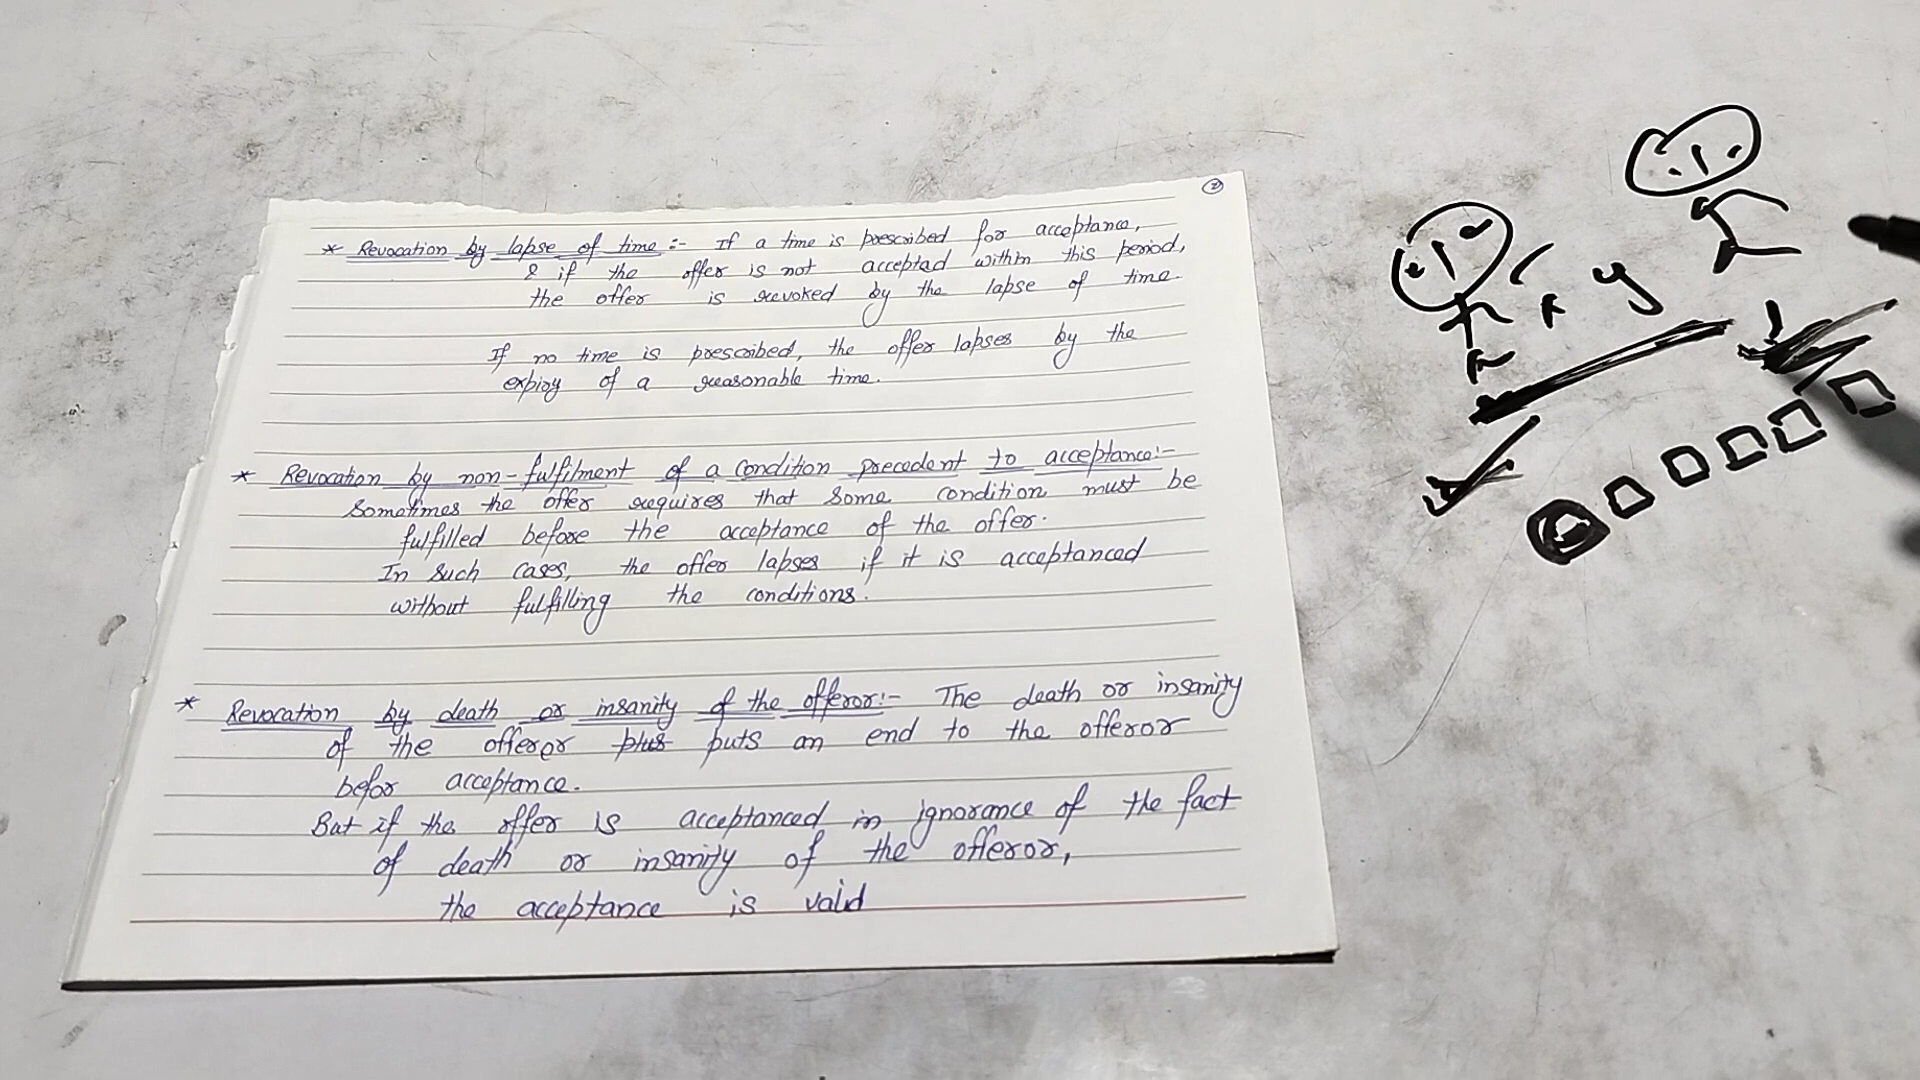 2
* Revocation by lapse of time :- If a time is prescribed for acceptance,
& if the offer is not acceptad within this period,
the offer is revoked by the lapse of time.
If no time is prescribed, the offer lapses by the
expiry of a reasonable time.
* Revocation by non-fulfilment of a condition precedent to acceptance:-
Sometimes the offer requires that some condition must be
fulfilled before the acceptance of the offer.
In such cases, the offer lapses if it is acceptanced
without fulfilling the conditions.
* Revocation by death or insanity of the offeror:- The death or insanity
of the offeror plus puts an end to the offeror
befor acceptance.
But if the offer is acceptanced in ignorance of the fact
of death or insanity of the offeror,
the acceptance is valid